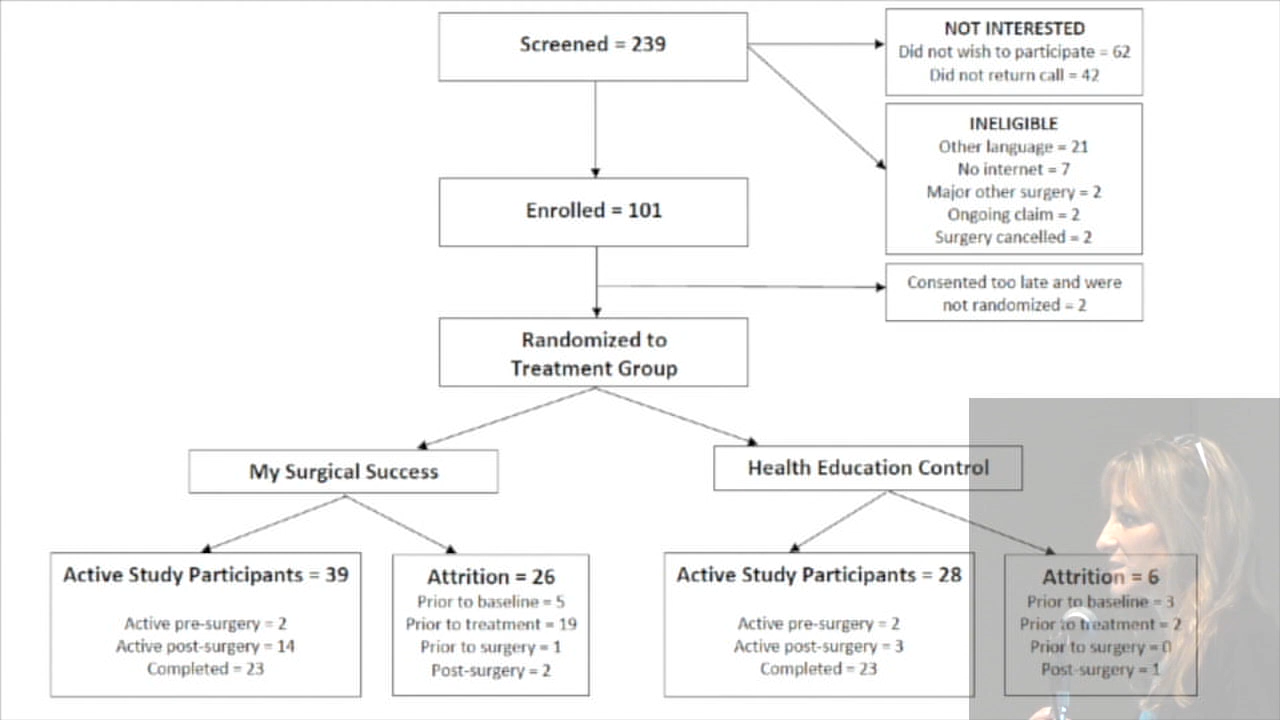 Screened = 239
NOT INTERESTED
Did not wish to participate = 62
Did not return call = 42
INELIGIBLE
Other language = 21
No internet = 7
Major other surgery = 2
Ongoing claim = 2
Surgery cancelled = 2
Enrolled = 101
Consented too late and were
not randomized = 2
Randomized to
Treatment Group
My Surgical Success
Health Education Control
Active Study Participants = 39
Active pre-surgery = 2
Active post-surgery = 14
Completed = 23
Attrition = 26
Prior to baseline = 5
Prior to treatment = 19
Prior to surgery = 1
Post-surgery = 2
Active Study Participants = 28
Active pre-surgery = 2
Active post-surgery = 3
Completed = 23
Attrition = 6
Prior to baseline = 3
Prior to treatment = 2
Prior to surgery = 0
Post-surgery = 1